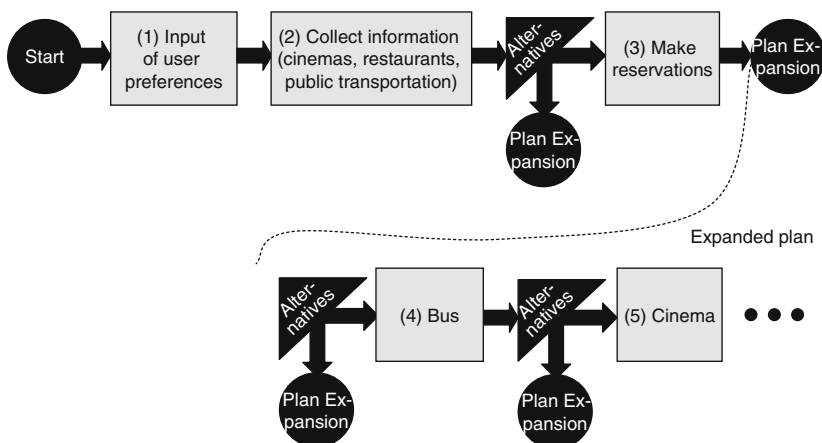 Start
(1) Input
of user
preferences
(2) Collect information
(cinemas, restaurants,
public transportation)
Alter-
natives
(3) Make
reservations
Plan Ex-
pansion
Plan Ex-
pansion
Expanded plan
Alter-
natives
(4) Bus
Alter-
natives
(5) Cinema
Plan Ex-
pansion
Plan Ex-
pansion